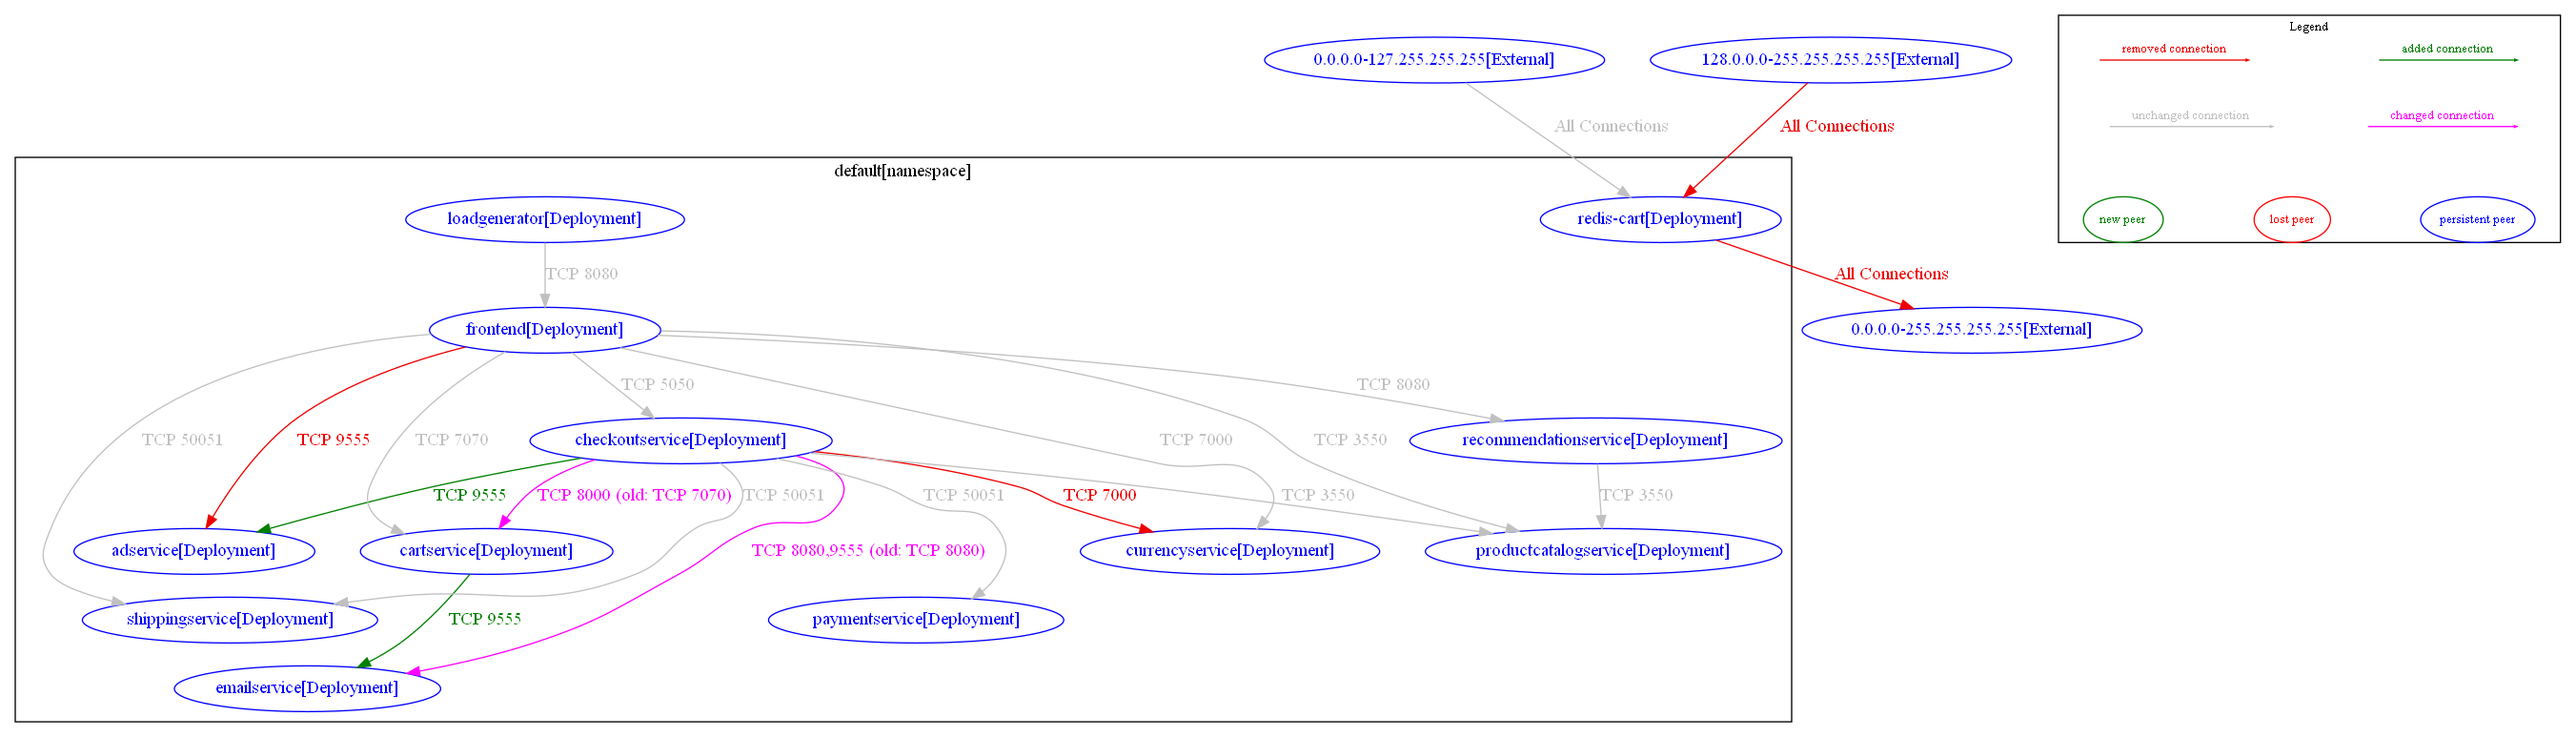 Legend
removed connection
added connection
0.0.0.0-127.255.255.255[External]
128.0.0.0-255.255.255.255[External]
unchanged connection
changed connection
All Connections
All Connections
default[namespace]
loadgenerator[Deployment]
redis-cart[Deployment]
new peer
lost peer
persistent peer
TCP 8080
All Connections
frontend[Deployment]
0.0.0.0-255.255.255.255[External]
TCP 5050
TCP 8080
TCP 50051
TCP 9555
TCP 7070
checkoutservice[Deployment]
TCP 7000
TCP 3550
recommendationservice[Deployment]
TCP 9555
TCP 8000 (old: TCP 7070)
TCP 50051
TCP 50051
TCP 7000
TCP 3550
TCP 3550
adservice[Deployment]
cartservice[Deployment]
TCP 8080,9555 (old: TCP 8080)
currencyservice[Deployment]
productcatalogservice[Deployment]
shippingservice[Deployment]
TCP 9555
paymentservice[Deployment]
emailservice[Deployment]